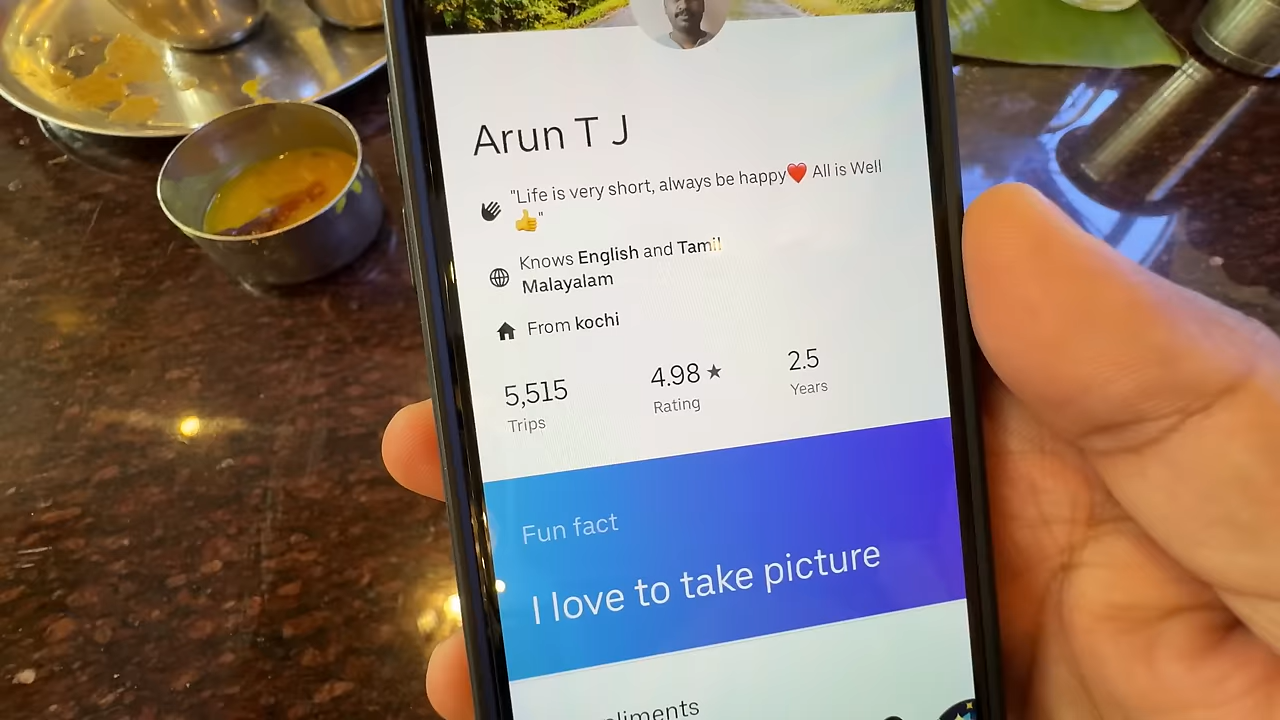 Arun T J
"Life is very short, always be happy❤️ All is Well
👍"
Knows English and Tamil
Malayalam
From kochi
5,515
Trips
4.98 ★
Rating
2.5
Years
Fun fact
I love to take picture